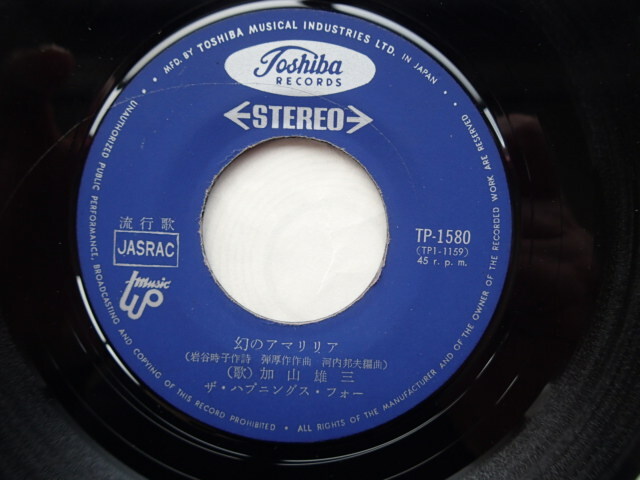 MFD. BY TOSHIBA MUSICAL INDUSTRIES LTD. IN JAPAN.
Toshiba
RECORDS
STEREO
流行歌
JASRAC
music
TP-1580
(TP1-1159)
45 r.p.m.
幻のアマリリア
(岩谷時子作詩 弾厚作作曲 河内邦夫編曲)
(歌) 加山雄三
ザ・ハプニングス・フォー
UNAUTHORIZED PUBLIC PERFORMANCE, BROADCASTING AND COPYING OF THIS RECORD PROHIBITED • ALL RIGHTS OF THE MANUFACTURER AND OF THE OWNER OF THE RECORDED WORK ARE RESERVED